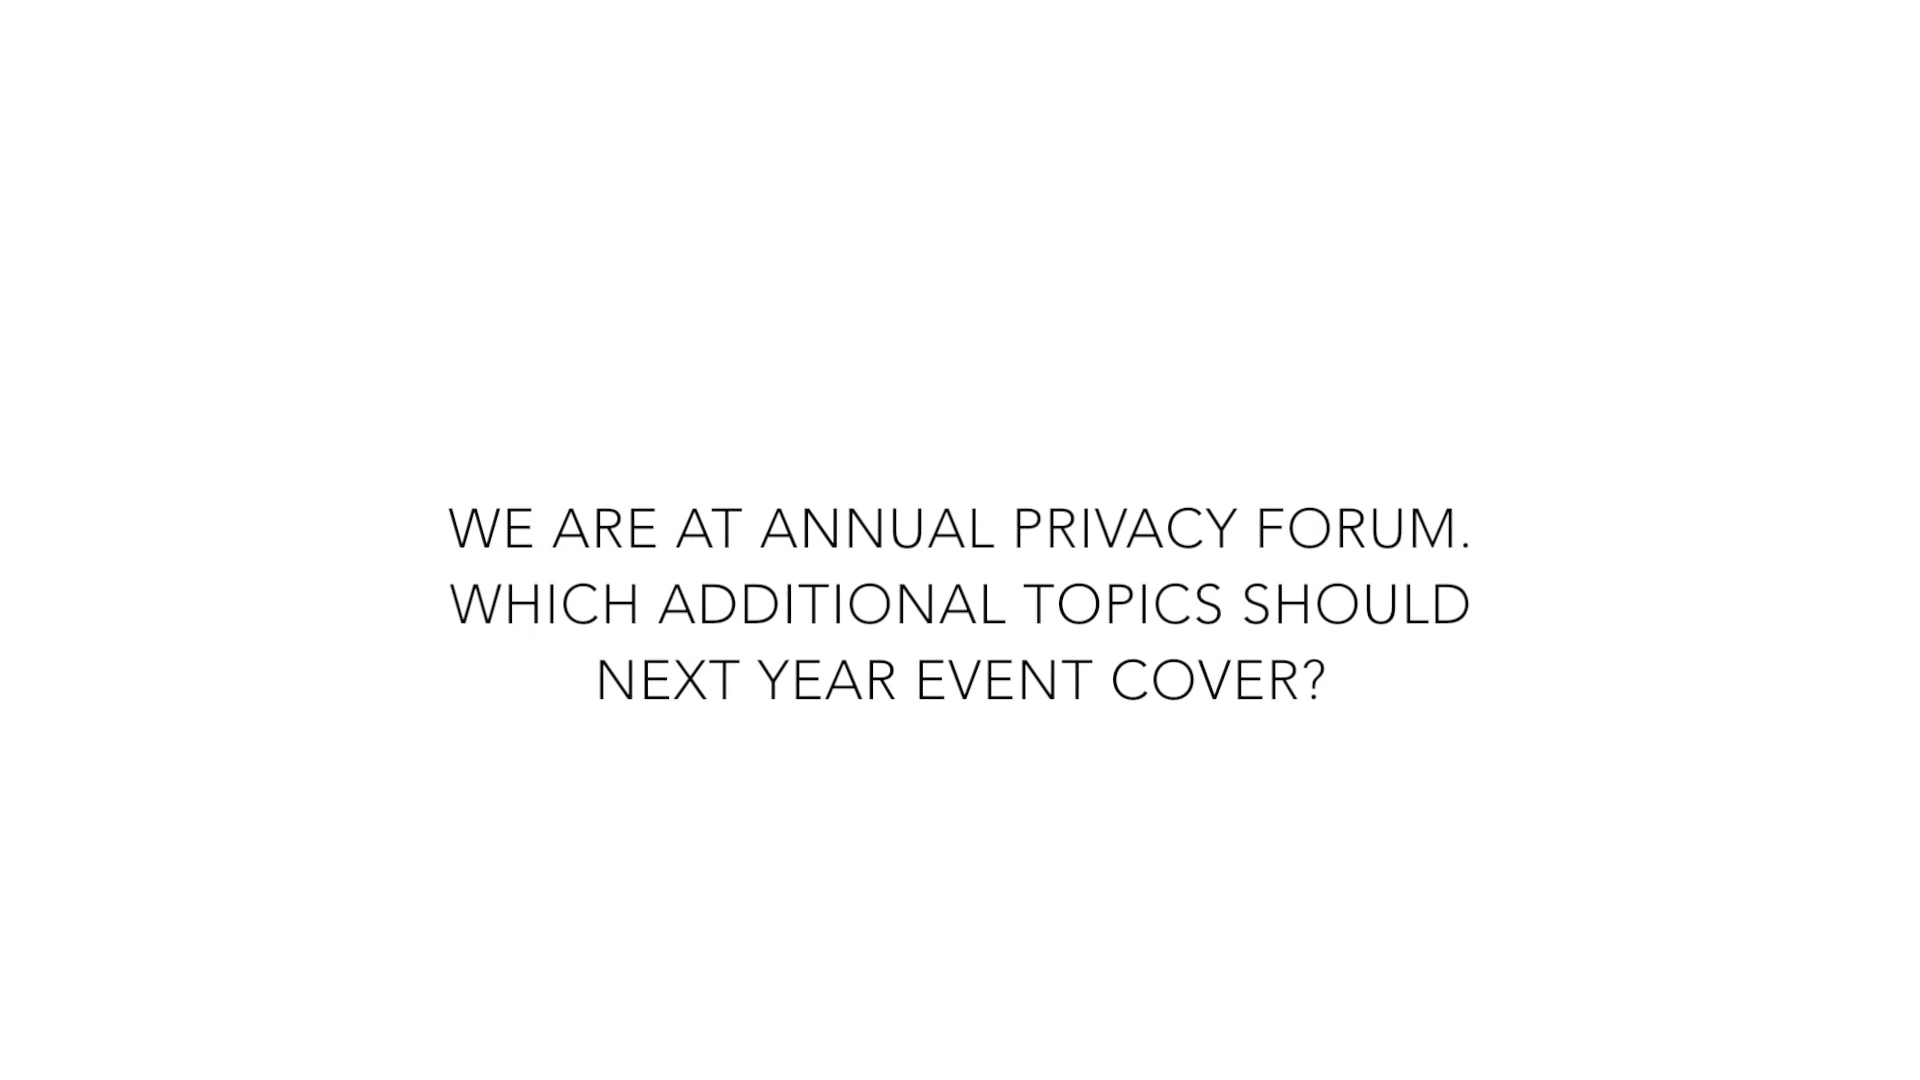 WE ARE AT ANNUAL PRIVACY FORUM.
WHICH ADDITIONAL TOPICS SHOULD
NEXT YEAR EVENT COVER?